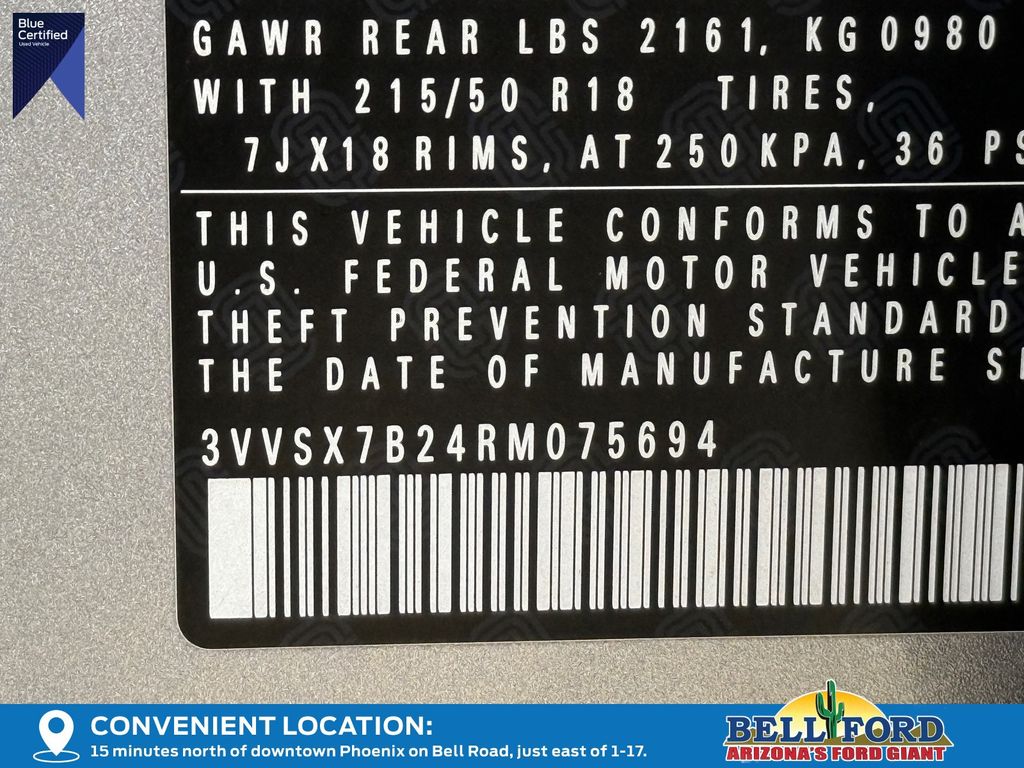 Blue
Certified
Used Vehicle
GAWR REAR LBS 2161, KG 0980
WITH 215/50 R18 TIRES,
7JX18 RIMS, AT 250 KPA, 36
THIS VEHICLE CONFORMS TO
U.S. FEDERAL MOTOR VEHICLE
THEFT PREVENTION STANDARD
THE DATE OF MANUFACTURE
3VVSX7B24RM075694
CONVENIENT LOCATION:
15 minutes north of downtown Phoenix on Bell Road, just east of 1-17.
BELL FORD
ARIZONA'S FORD GIANT